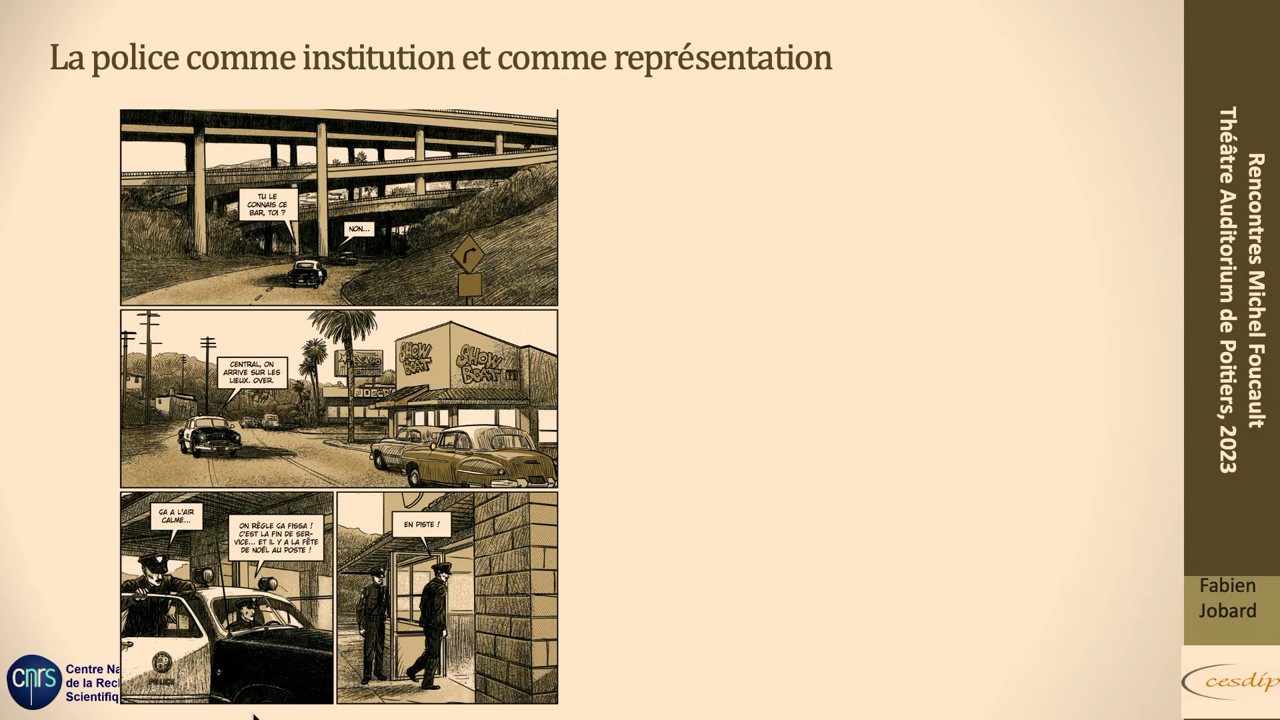 La police comme institution et comme représentation
TU LE
CONNAIS CE
BAR, TOI ?
NON...
CENTRAL, ON
ARRIVE SUR LES
LIEUX. OVER.
SHOW
BOAT
SHOW
BOAT
ÇA A L'AIR
CALME...
ON RÈGLE ÇA FISSA !
C'EST LA FIN DE SER-
VICE... ET IL Y A LA FÊTE
DE NOËL AU POSTE !
EN PISTE !
cnrs
Centre Na
de la Rec
Scientifiq
Rencontres Michel Foucault
Théâtre Auditorium de Poitiers, 2023
Fabien
Jobard
cesdip